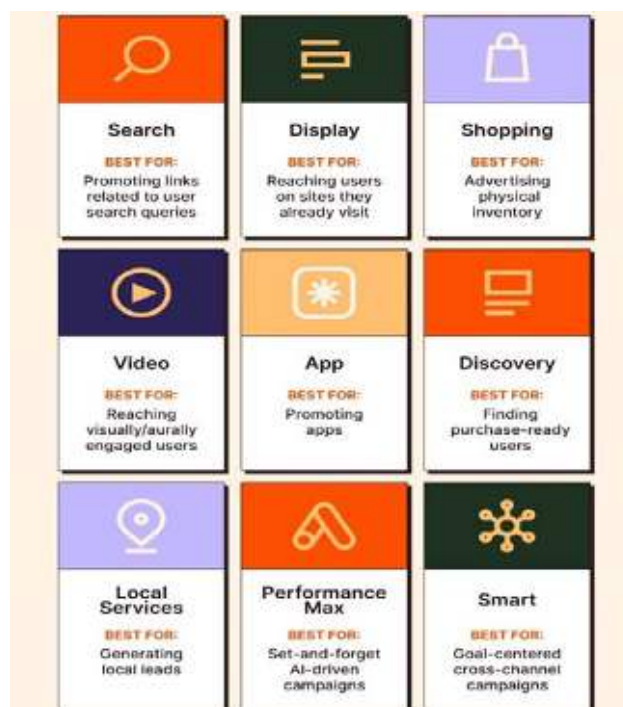 Search
BEST FOR:
Promoting links
related to user
search queries
Display
BEST FOR:
Reaching users
on sites they
already visit
Shopping
BEST FOR:
Advertising
physical
inventory
Video
BEST FOR:
Reaching
visually/aurally
engaged users
App
BEST FOR:
Promoting
apps
Discovery
BEST FOR:
Finding
purchase-ready
users
Local
Services
BEST FOR:
Generating
local leads
Performance
Max
BEST FOR:
Set-and-forget
AI-driven
campaigns
Smart
BEST FOR:
Goal-centered
cross-channel
campaigns